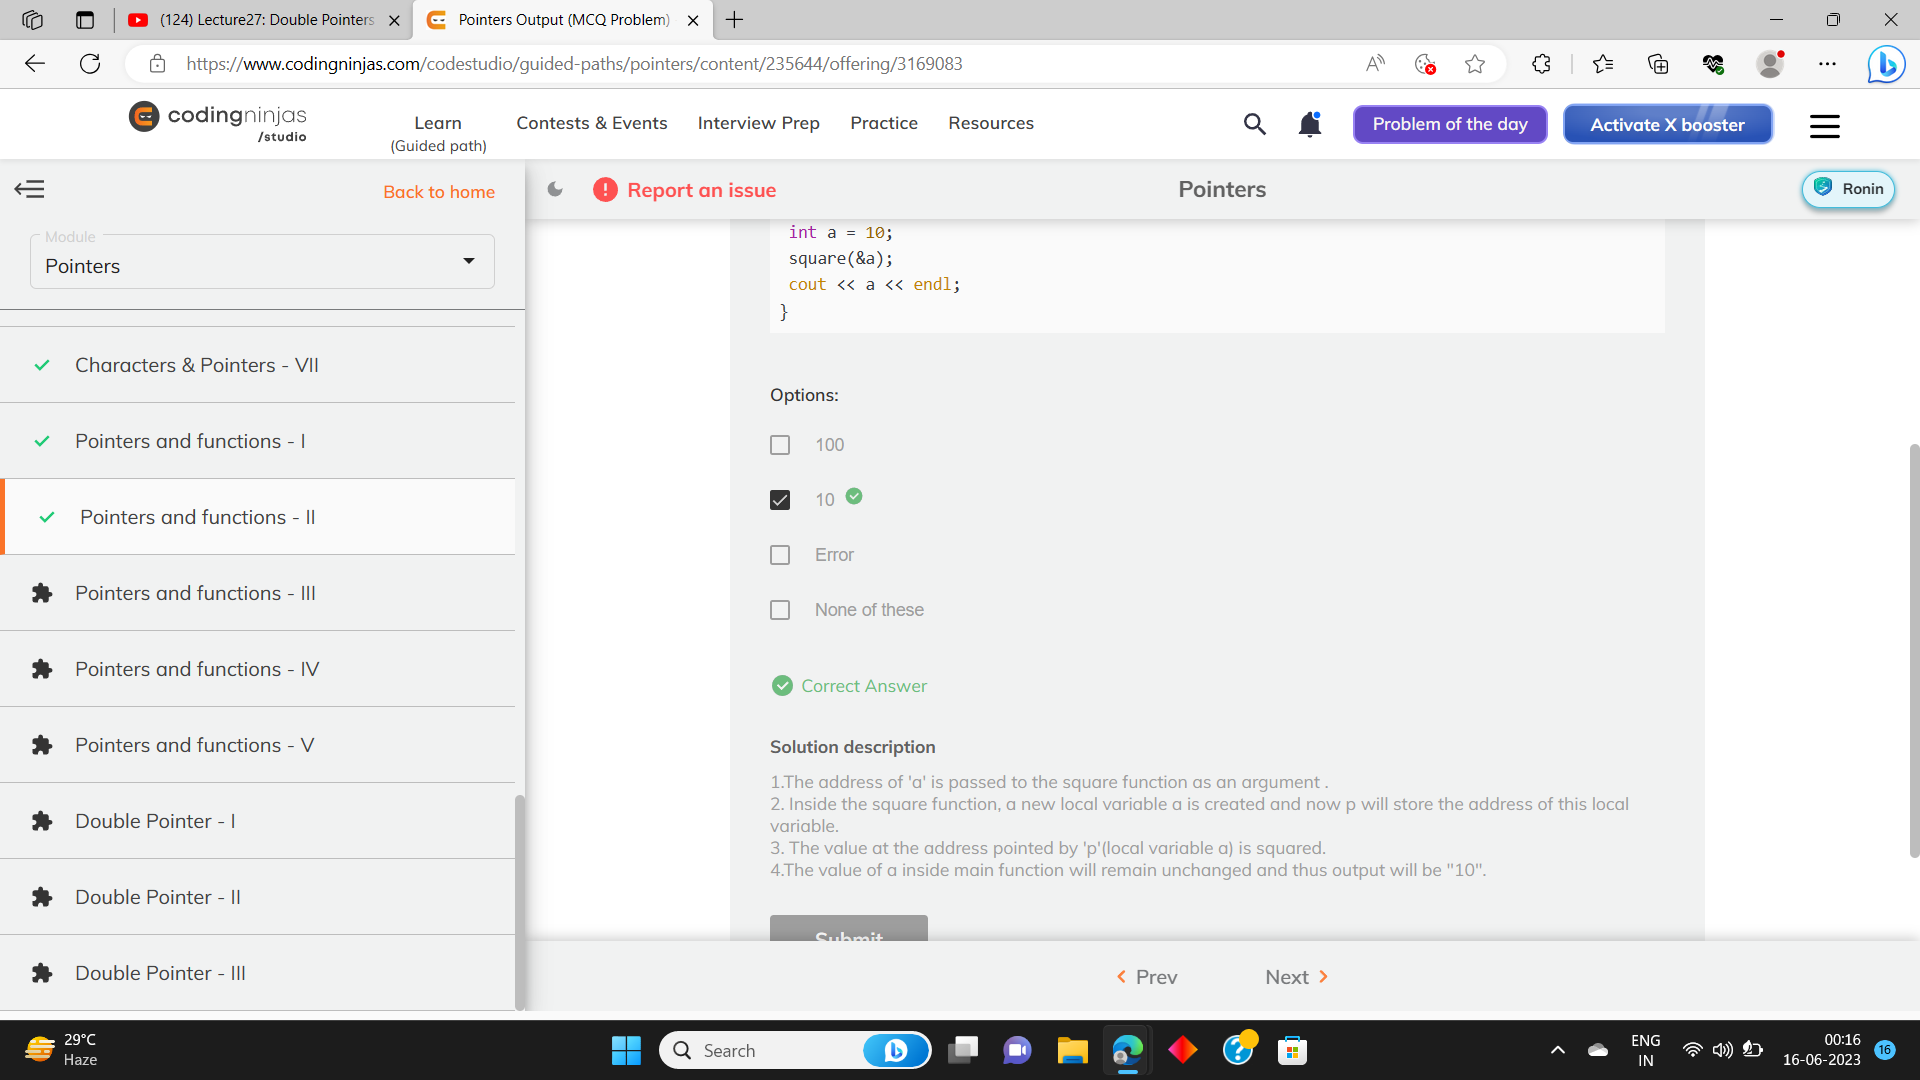 (124) Lecture27: Double Pointers
Pointers Output (MCQ Problem)
https://www.codingninjas.com/codestudio/guided-paths/pointers/content/235644/offering/3169083
codingninjas
/studio
Learn
(Guided path)
Contests & Events
Interview Prep
Practice
Resources
Problem of the day
Activate X booster
Back to home
Report an issue
Pointers
Ronin
Module
Pointers
Characters & Pointers - VII
Pointers and functions - I
Pointers and functions - II
Pointers and functions - III
Pointers and functions - IV
Pointers and functions - V
Double Pointer - I
Double Pointer - II
Double Pointer - III
int a = 10;
square(&a);
cout << a << endl;
}
Options:
100
10
Error
None of these
Correct Answer
Solution description
1.The address of 'a' is passed to the square function as an argument .
2. Inside the square function, a new local variable a is created and now p will store the address of this local
variable.
3. The value at the address pointed by 'p'(local variable a) is squared.
4.The value of a inside main function will remain unchanged and thus output will be "10".
Submit
Prev
Next
29°C
Haze
Search
ENG
IN
00:16
16-06-2023
16